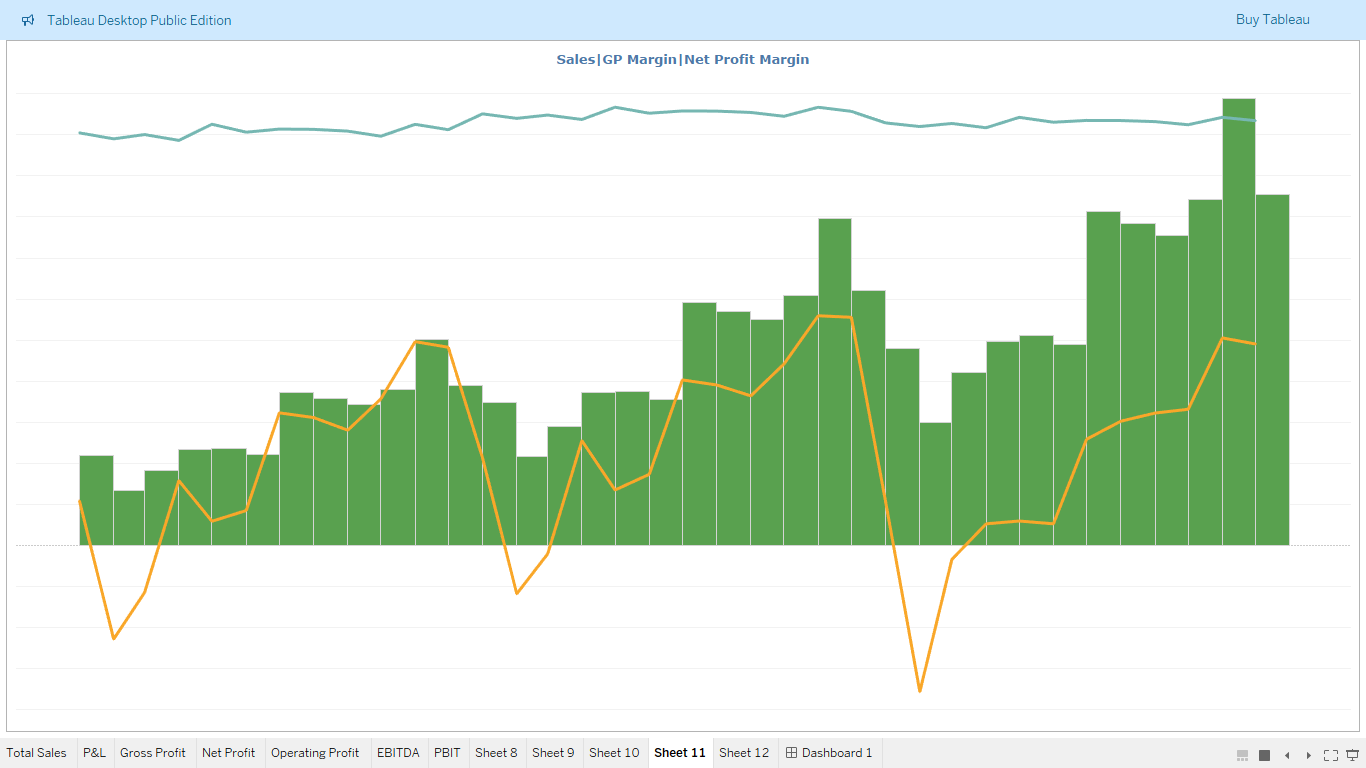 Tableau Desktop Public Edition
Buy Tableau
Sales|GP Margin|Net Profit Margin
Total Sales P&L Gross Profit Net Profit Operating Profit EBITDA PBIT Sheet 8 Sheet 9 Sheet 10 Sheet 11 Sheet 12 Dashboard 1